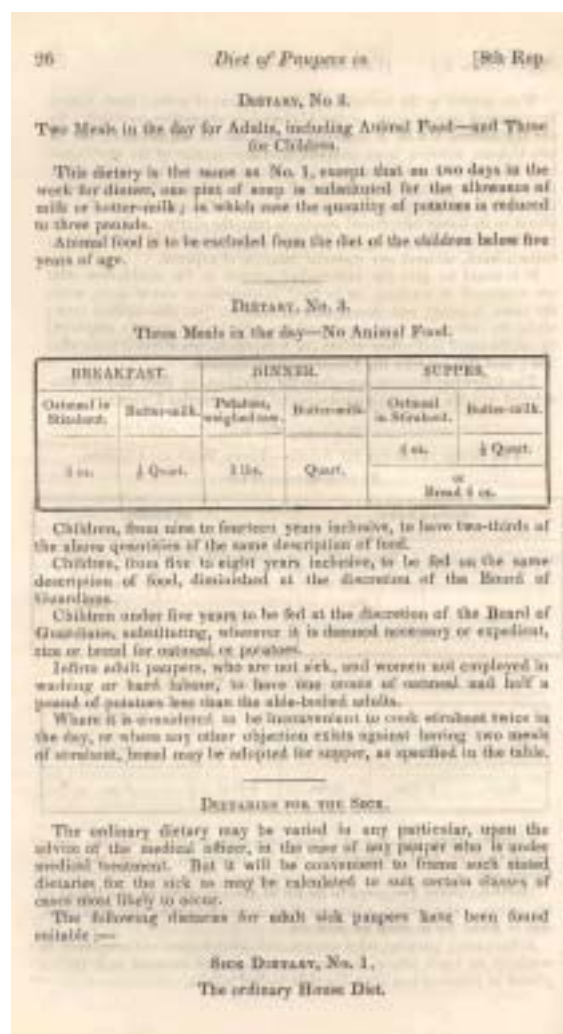 26 Diet of Paupers in [8th Rep.
DIETARY, No 2.
Two Meals in the day for Adults, including Animal Food—and Three
for Children.
This dietary is the same as No. 1, except that on two days in the
week for dinner, one pint of soup is substituted for the allowance of
milk or butter-milk; in which case the quantity of potatoes is reduced
to three pounds.
Animal food is to be excluded from the diet of the children below five
years of age.
DIETARY, No. 3.
Three Meals in the day—No Animal Food.
BREAKFAST. DINNER. SUPPER.
Oatmeal in Stirabout. Butter-milk. Potatoes, weighed raw. Butter-milk. Oatmeal in Stirabout. Butter-milk.
oz. ½ Quart. lbs. Quart. oz. ½ Quart.
or
Bread 6 oz.
Children, from nine to fourteen years inclusive, to have two-thirds of
the above quantities of the same description of food.
Children, from five to eight years inclusive, to be fed on the same
description of food, diminished at the discretion of the Board of
Guardians.
Children under five years to be fed at the discretion of the Board of
Guardians, substituting, wherever it is deemed necessary or expedient,
rice or bread for oatmeal or potatoes.
Infirm adult paupers, who are not sick, and women not employed in
washing or hard labour, to have one ounce of oatmeal and half a
pound of potatoes less than the able-bodied adults.
Where it is considered to be inconvenient to cook stirabout twice in
the day, or where any other objection exists against having two meals
of stirabout, bread may be adopted for supper, as specified in the table.
DIETARIES FOR THE SICK.
The ordinary dietary may be varied in any particular, upon the
advice of the medical officer, in the case of any pauper who is under
medical treatment. But it will be convenient to frame such stated
dietaries for the sick as may be calculated to suit certain classes of
cases most likely to occur.
The following dietaries for adult sick paupers have been found
suitable:—
SICK DIETARY, No. 1.
The ordinary House Diet.